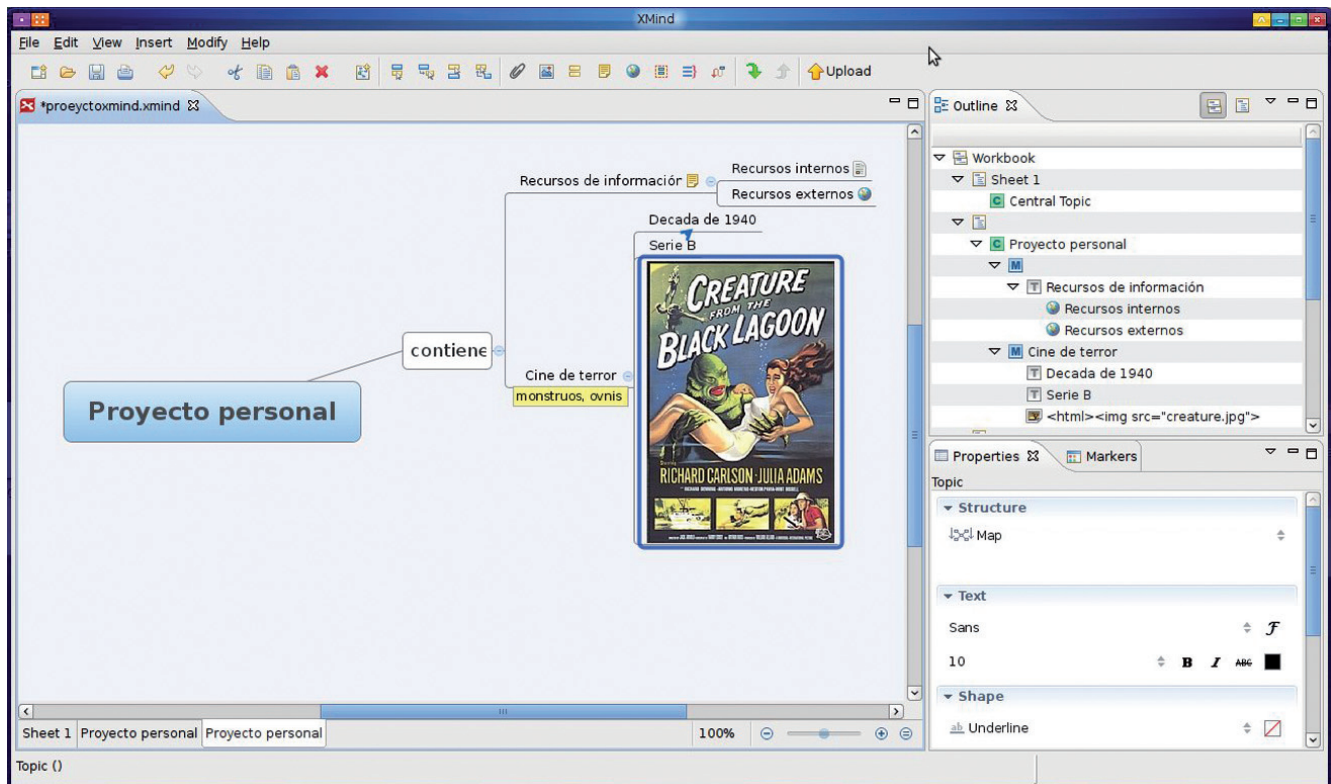 XMind
File Edit View Insert Modify Help
Upload
*proeyctoxmind.xmind
Recursos de información
Recursos internos
Recursos externos
Decada de 1940
Serie B
CREATURE
FROM THE
BLACK LAGOON
contiene
Cine de terror
monstruos, ovnis
Proyecto personal
RICHARD CARLSON · JULIA ADAMS
Sheet 1 Proyecto personal Proyecto personal
100%
Topic ()
Outline
Workbook
Sheet 1
C Central Topic
C Proyecto personal
M
T Recursos de información
Recursos internos
Recursos externos
M Cine de terror
T Decada de 1940
T Serie B
<html><img src="creature.jpg">
Properties Markers
Topic
Structure
Map
Text
Sans
10 B I ABC
Shape
ab Underline